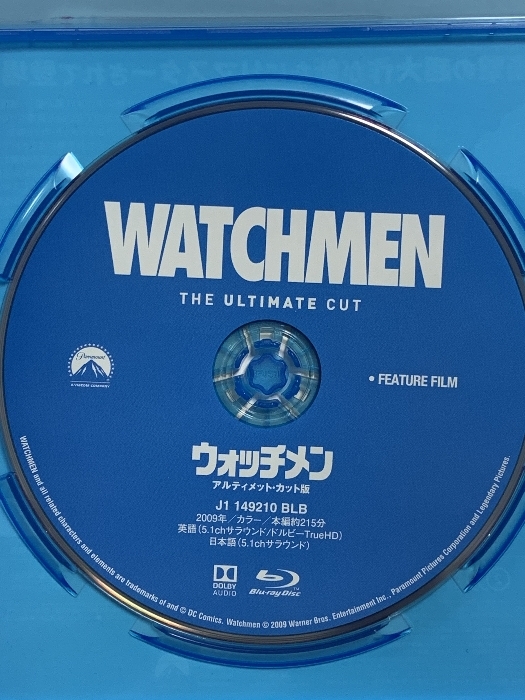 WATCHMEN
THE ULTIMATE CUT
Paramount
A VIACOM COMPANY
• FEATURE FILM
ウォッチメン
アルティメット・カット版
J1 149210 BLB
2009年／カラー／本編約215分
英語（5.1chサラウンド/ドルビーTrueHD）
日本語（5.1chサラウンド）
DOLBY
AUDIO
Blu-ray Disc
WATCHMEN and all related characters and elements are trademarks of and © DC Comics. Watchmen © 2009 Warner Bros. Entertainment Inc., Paramount Pictures Corporation and Legendary Pictures.